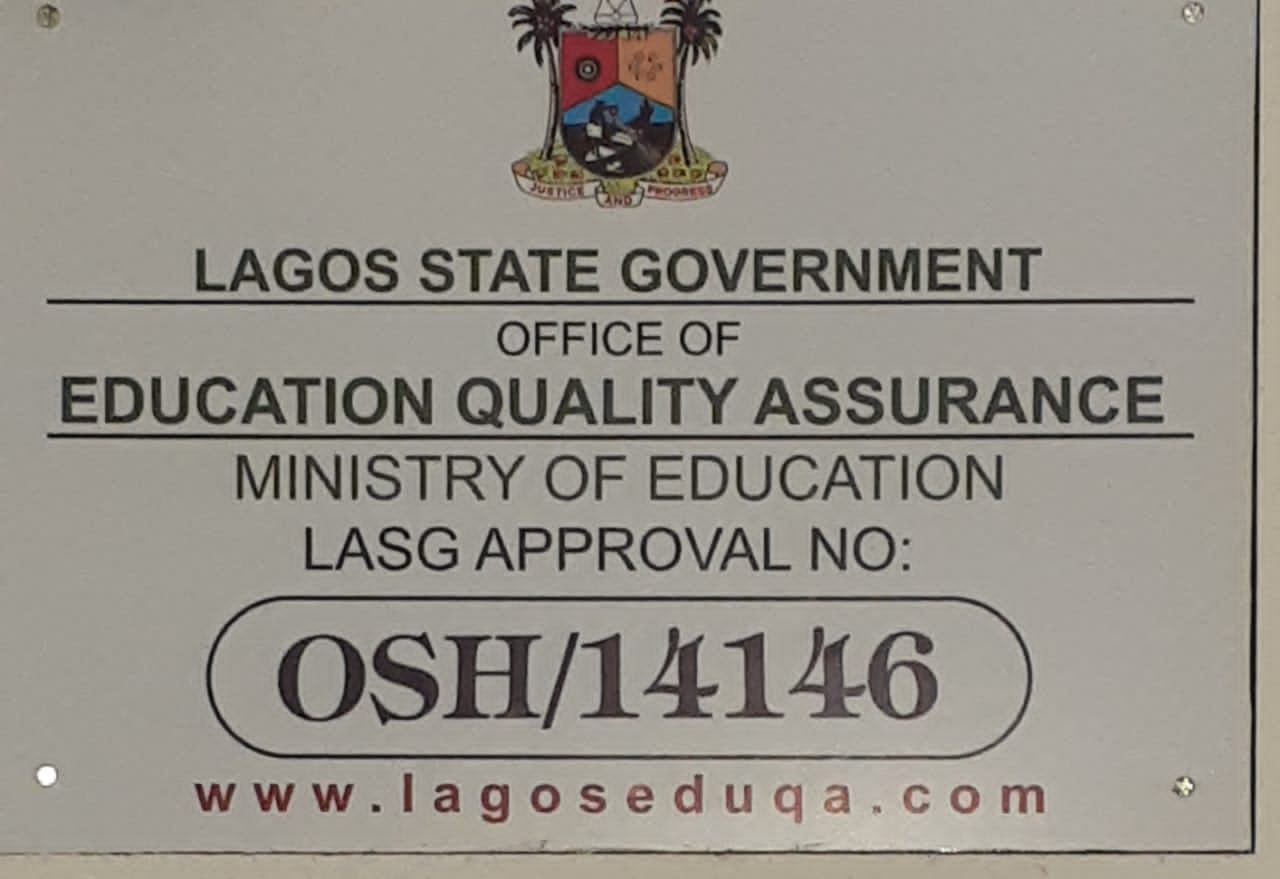 JUSTICE AND PROGRESS
LAGOS STATE GOVERNMENT
OFFICE OF
EDUCATION QUALITY ASSURANCE
MINISTRY OF EDUCATION
LASG APPROVAL NO:
OSH/14146
www.lagoseduqa.com